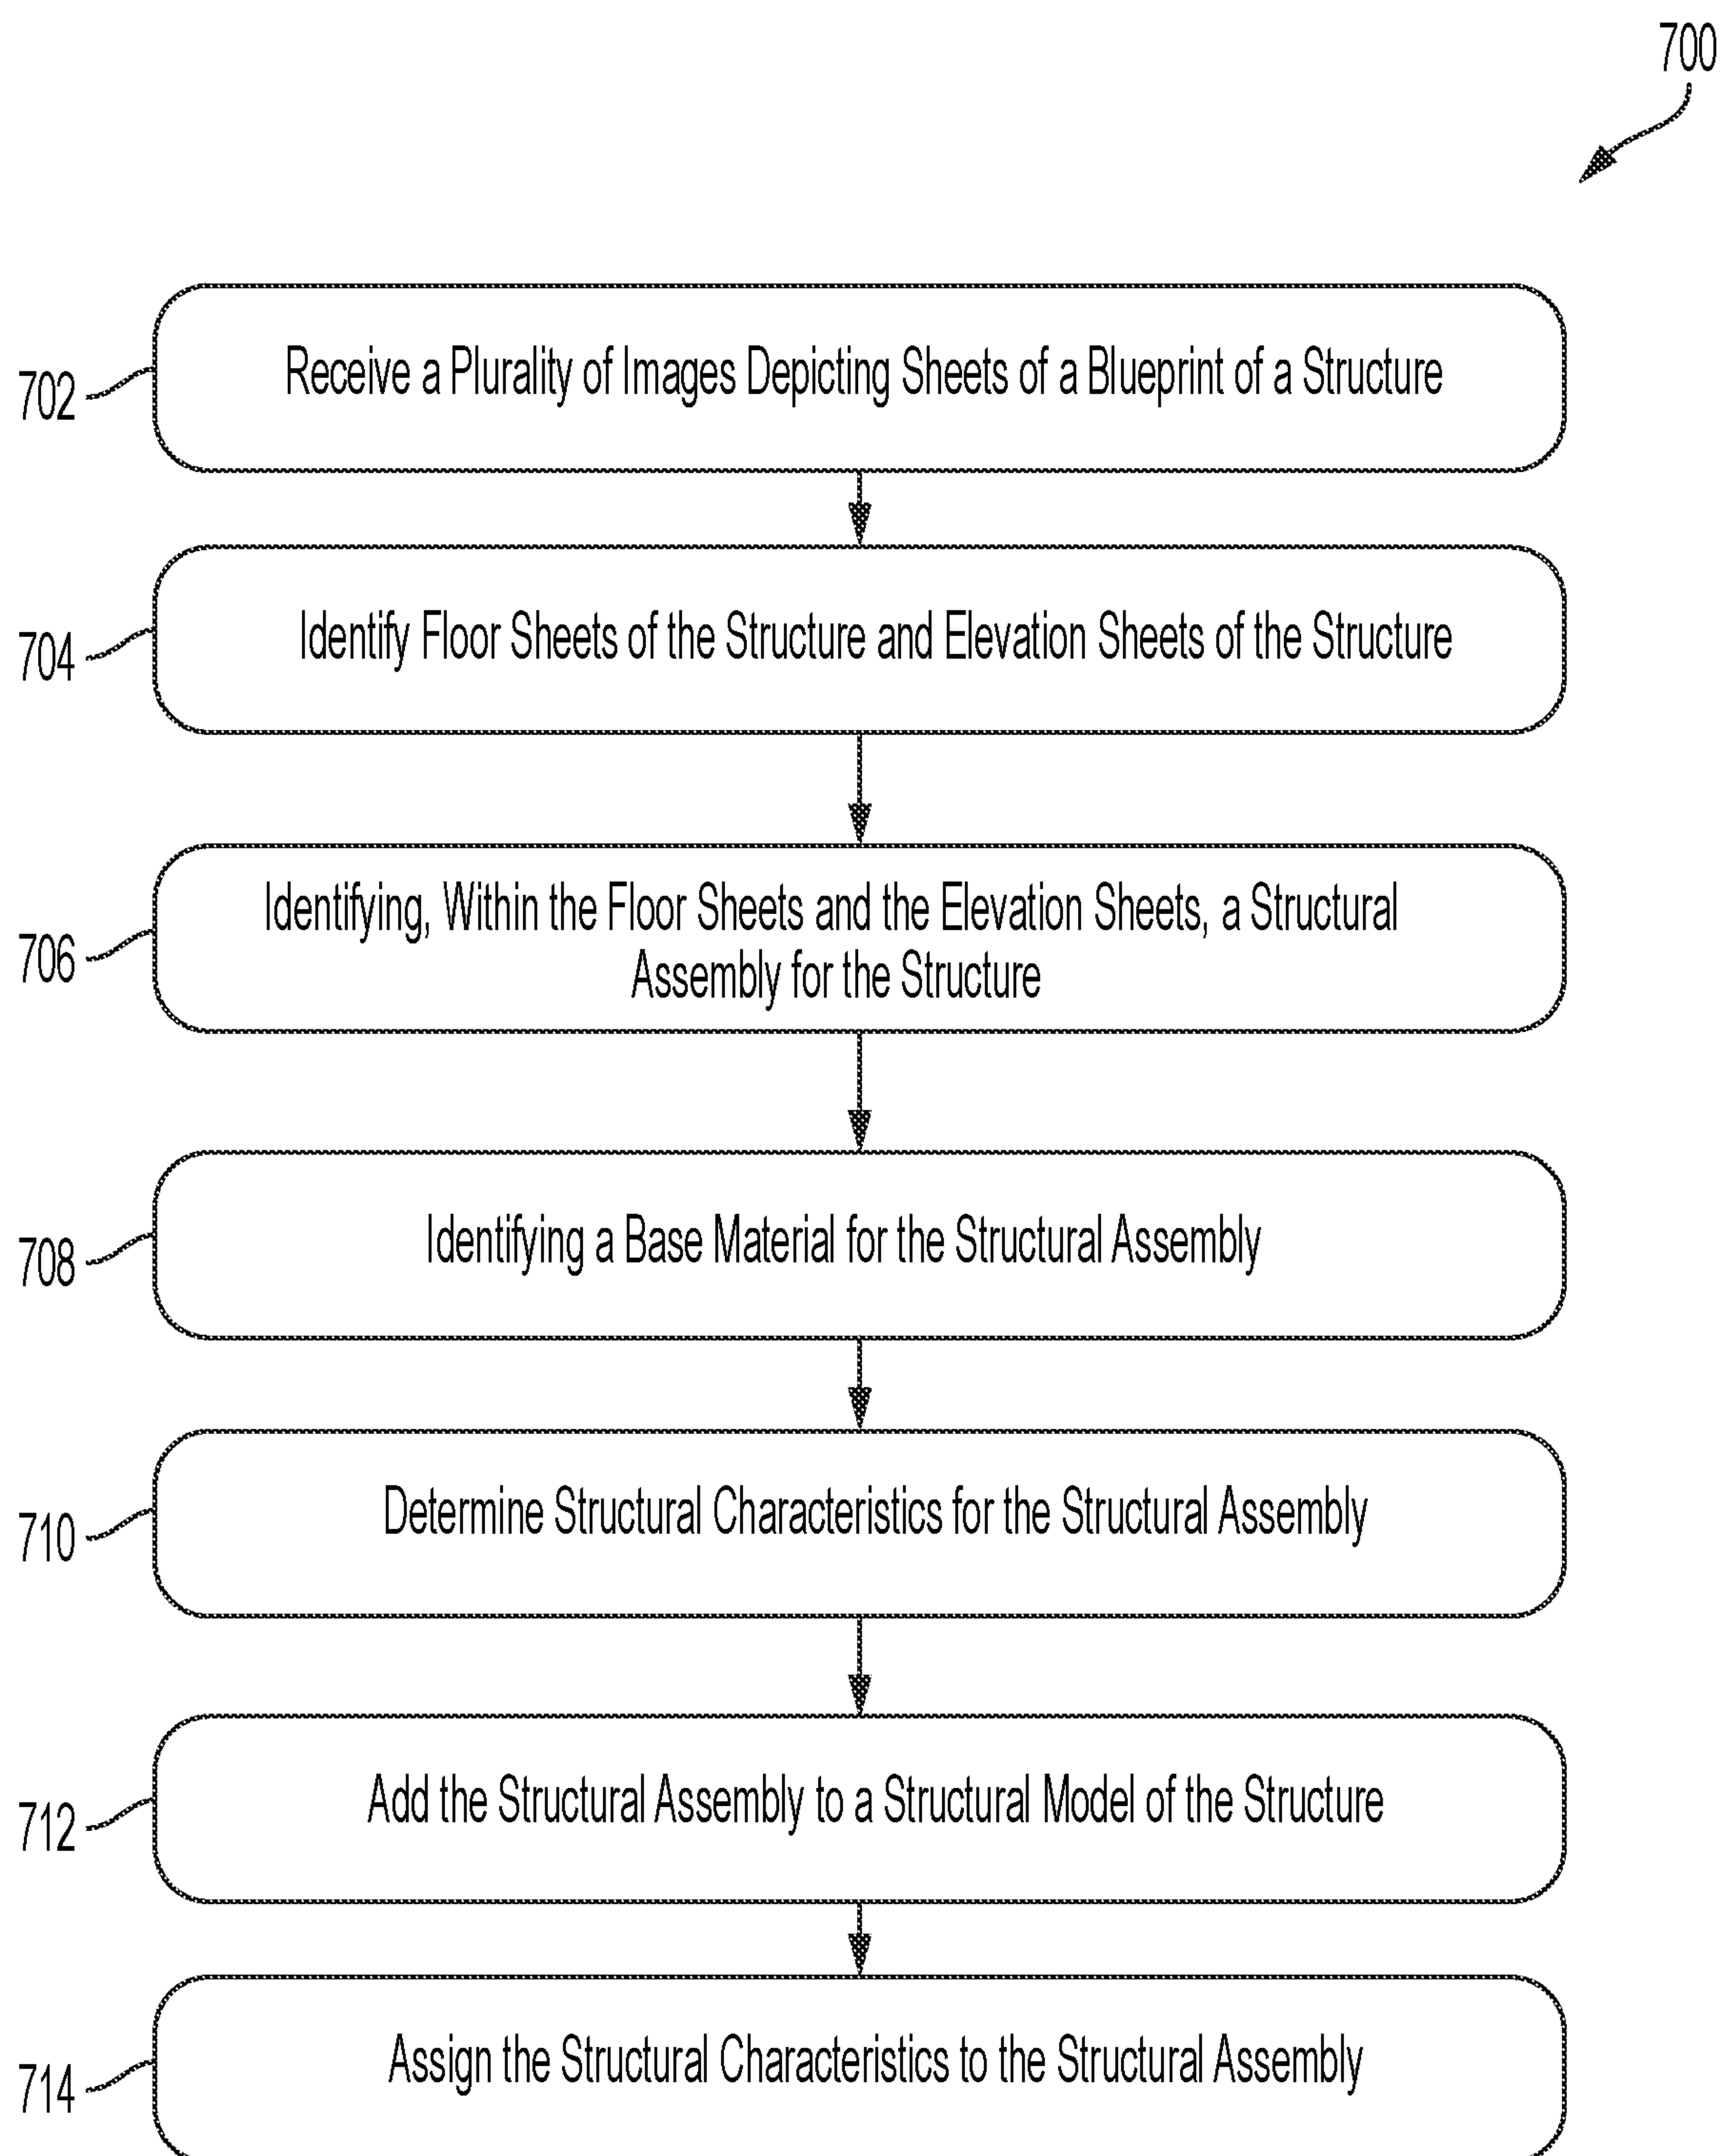 700
702
Receive a Plurality of Images Depicting Sheets of a Blueprint of a Structure
704
Identify Floor Sheets of the Structure and Elevation Sheets of the Structure
706
Identifying, Within the Floor Sheets and the Elevation Sheets, a Structural
Assembly for the Structure
708
Identifying a Base Material for the Structural Assembly
710
Determine Structural Characteristics for the Structural Assembly
712
Add the Structural Assembly to a Structural Model of the Structure
714
Assign the Structural Characteristics to the Structural Assembly